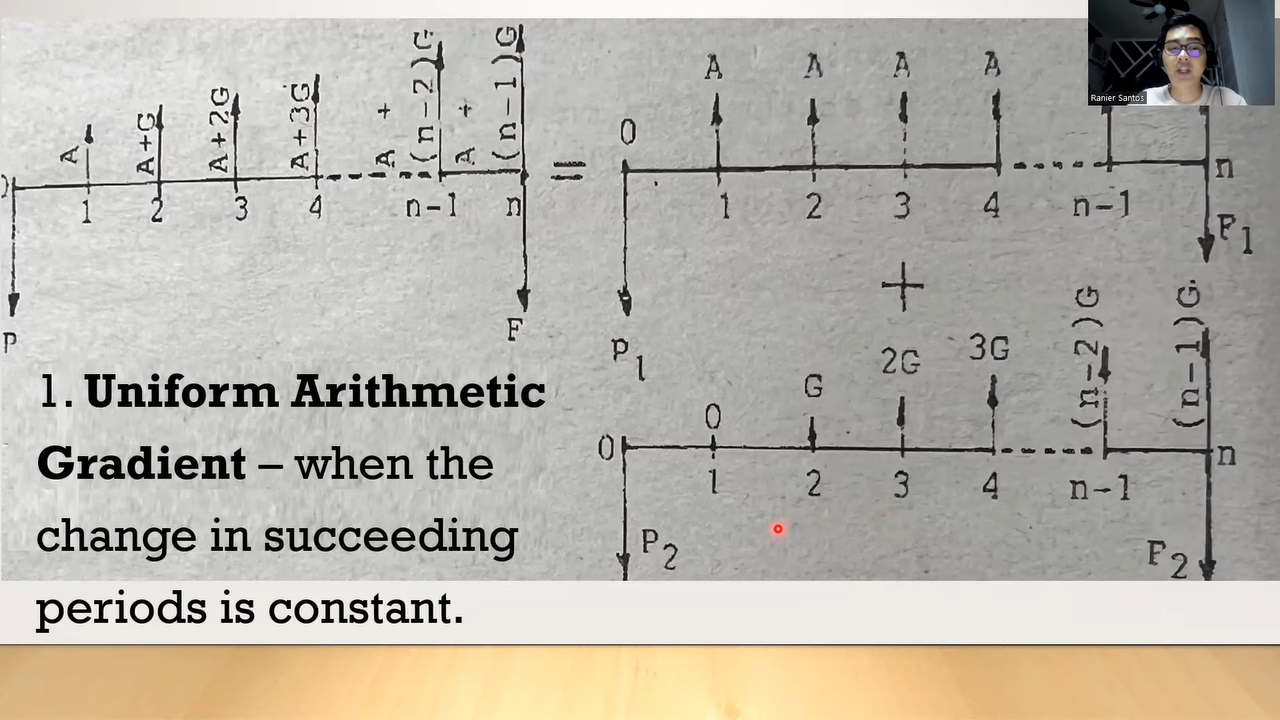 A
A+G
A+2G
A+3G
A +
(n-2)G
A +
(n-1)G
1
2
3
4
n-1
n
P
F
=
A
A
A
A
0
1
2
3
4
n-1
n
P1
F1
+
0
G
2G
3G
(n-2)G
(n-1)G
0
1
2
3
4
n-1
n
P2
F2
1. Uniform Arithmetic
Gradient – when the
change in succeeding
periods is constant.
Ranier Santos